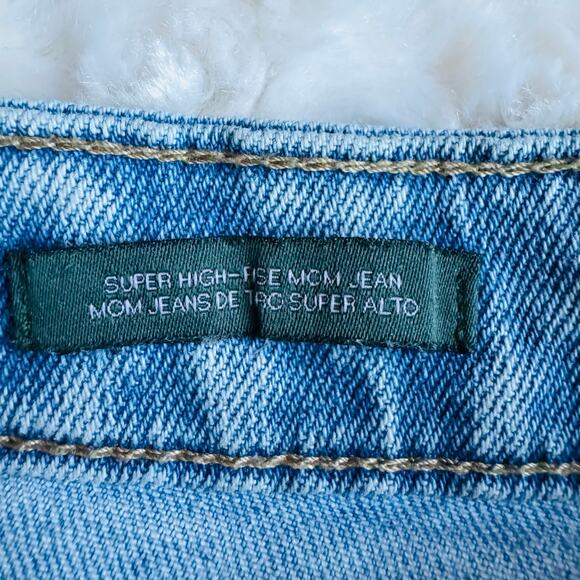 SUPER HIGH-RISE MOM JEAN
MOM JEANS DE TIRO SUPER ALTO